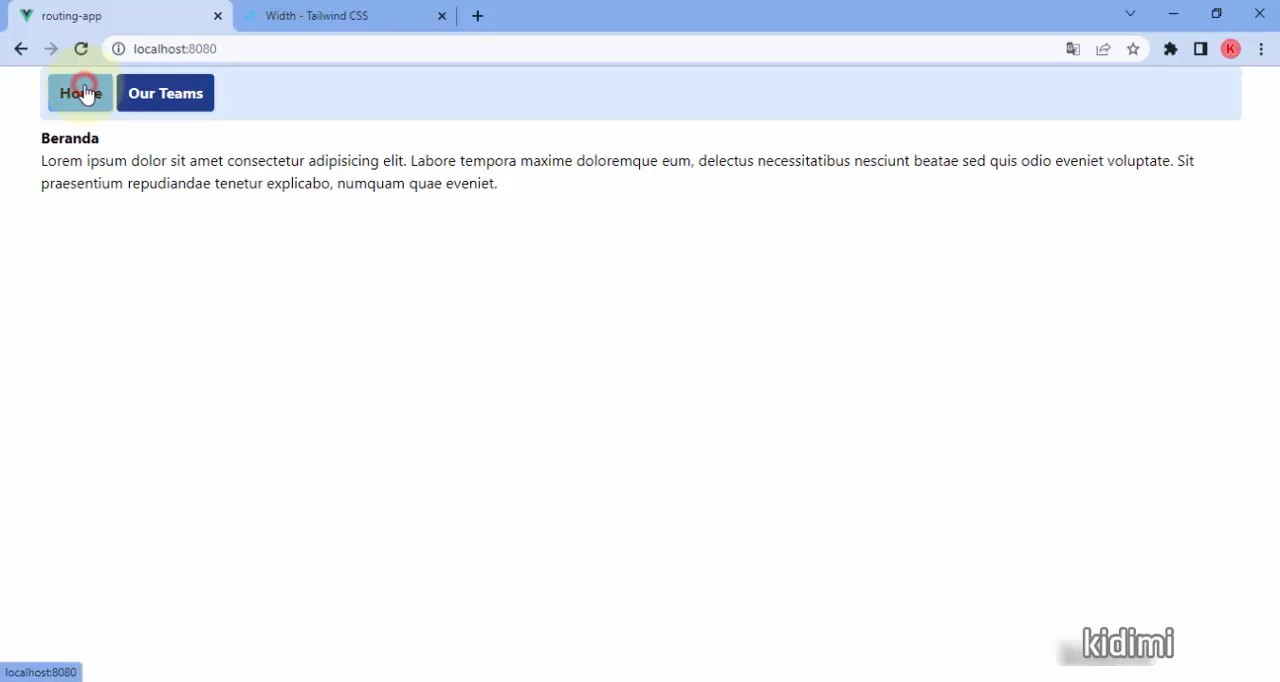 routing-app
Width - Tailwind CSS
localhost:8080
K
Home
Our Teams
Beranda
Lorem ipsum dolor sit amet consectetur adipisicing elit. Labore tempora maxime doloremque eum, delectus necessitatibus nesciunt beatae sed quis odio eveniet voluptate. Sit
praesentium repudiandae tenetur explicabo, numquam quae eveniet.
kidimi
localhost:8080